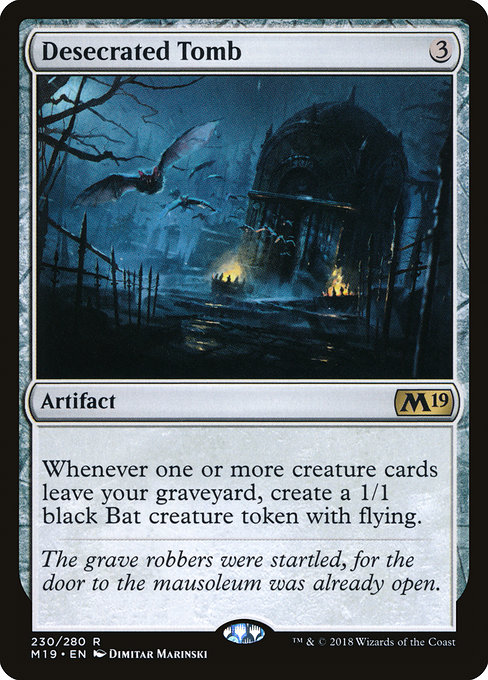 Desecrated Tomb 3
Artifact M19
Whenever one or more creature cards
leave your graveyard, create a 1/1
black Bat creature token with flying.
The grave robbers were startled, for the
door to the mausoleum was already open.
230/280 R
M19 • EN Dimitar Marinski
™ & © 2018 Wizards of the Coast